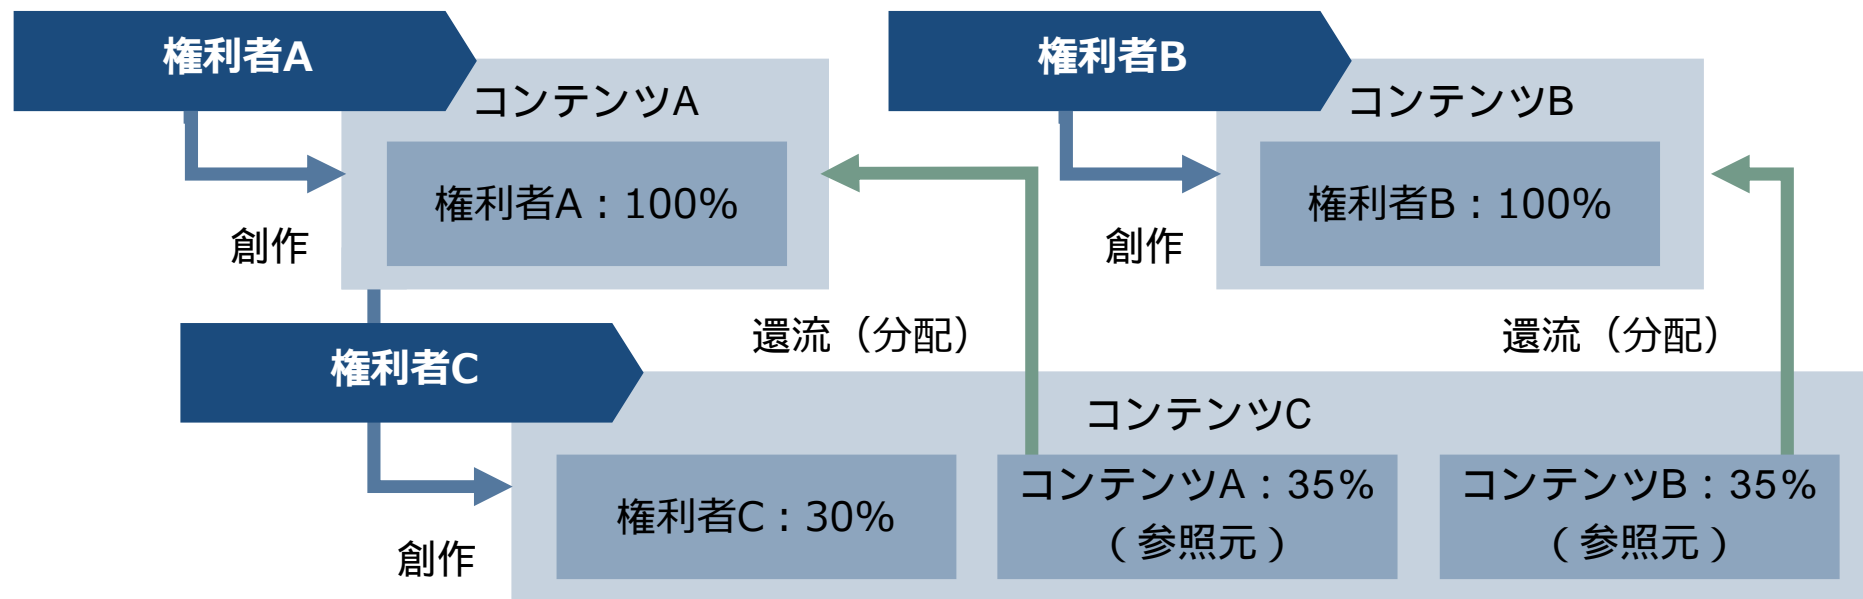 権利者A
コンテンツA
権利者A：100%
創作
権利者B
コンテンツB
権利者B：100%
創作
還流（分配）
還流（分配）
権利者C
コンテンツC
権利者C：30%
コンテンツA：35%
（参照元）
コンテンツB：35%
（参照元）
創作